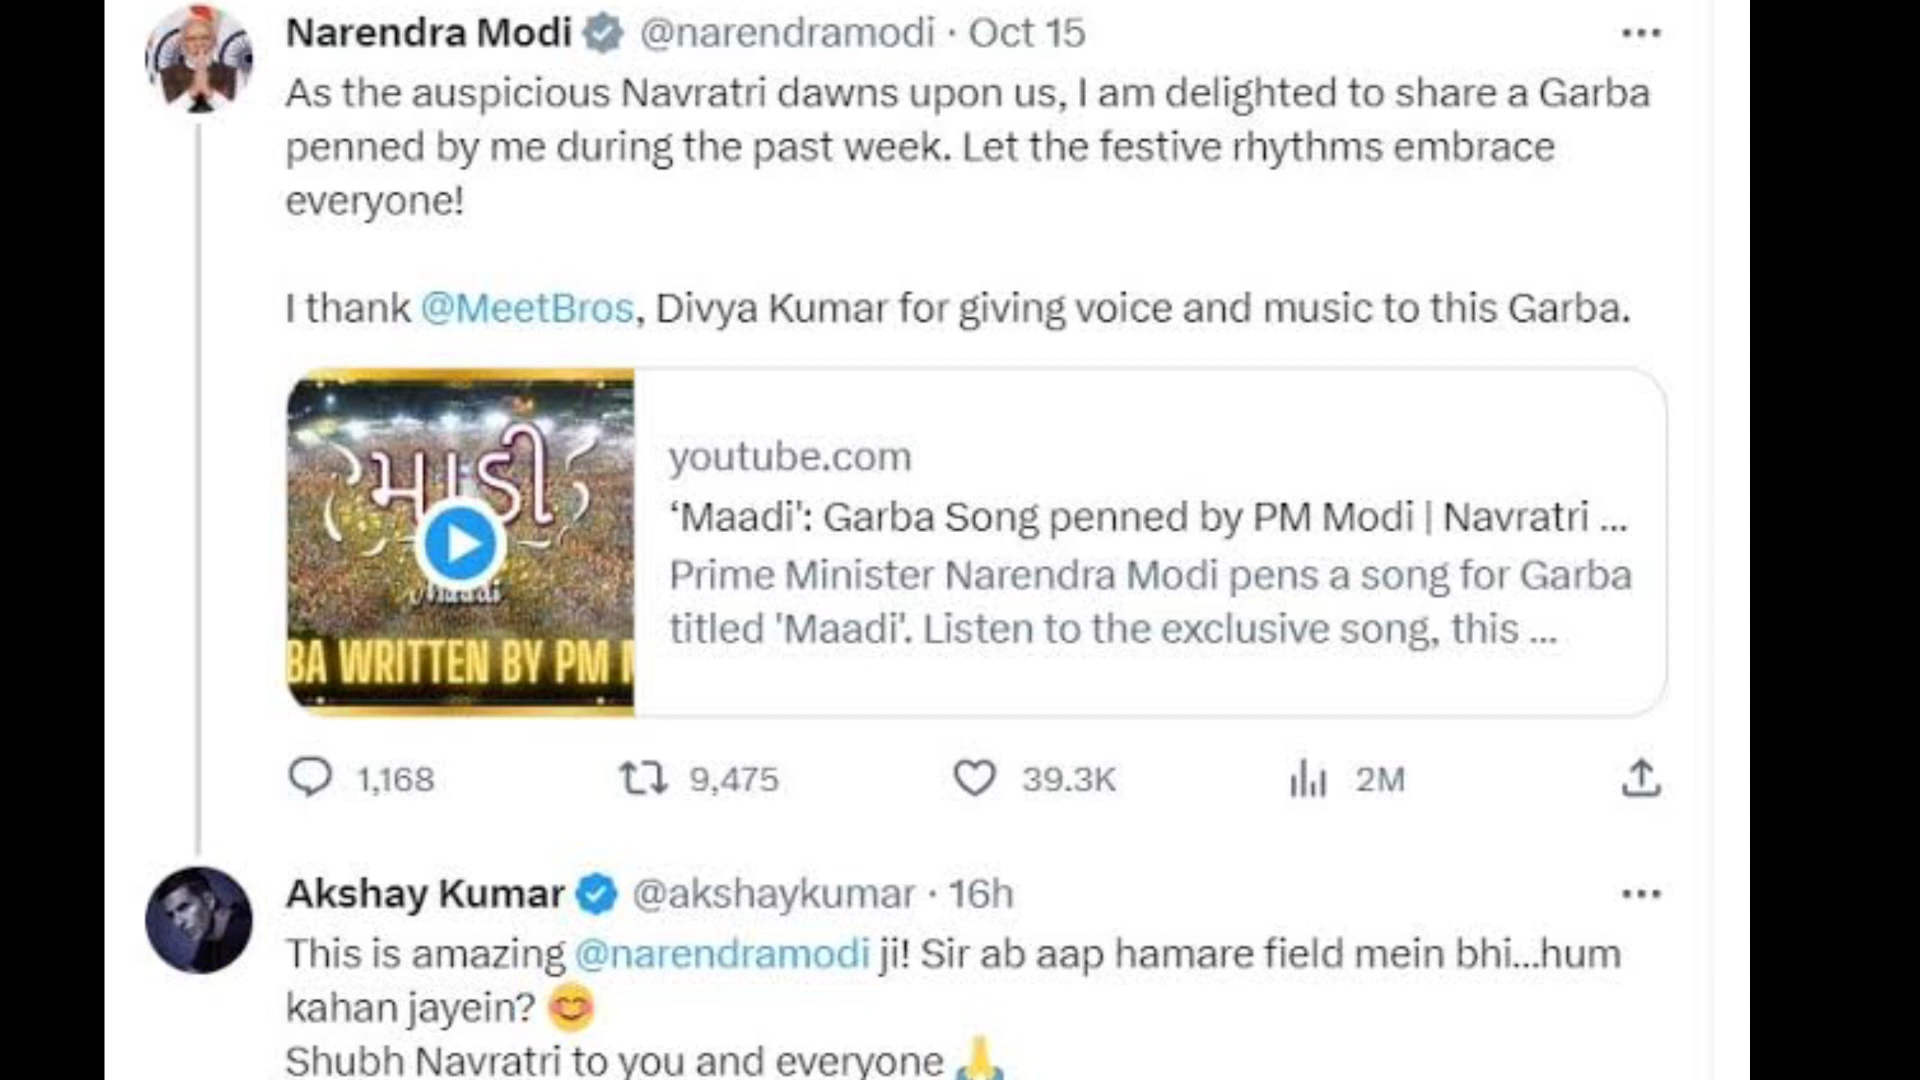 Narendra Modi @narendramodi · Oct 15
As the auspicious Navratri dawns upon us, I am delighted to share a Garba
penned by me during the past week. Let the festive rhythms embrace
everyone!
I thank @MeetBros, Divya Kumar for giving voice and music to this Garba.
માડી
Maadi
BA WRITTEN BY PM M
youtube.com
‘Maadi': Garba Song penned by PM Modi | Navratri ...
Prime Minister Narendra Modi pens a song for Garba
titled 'Maadi'. Listen to the exclusive song, this ...
1,168 9,475 39.3K 2M
Akshay Kumar @akshaykumar · 16h
This is amazing @narendramodi ji! Sir ab aap hamare field mein bhi...hum
kahan jayein? 😊
Shubh Navratri to you and everyone 🙏